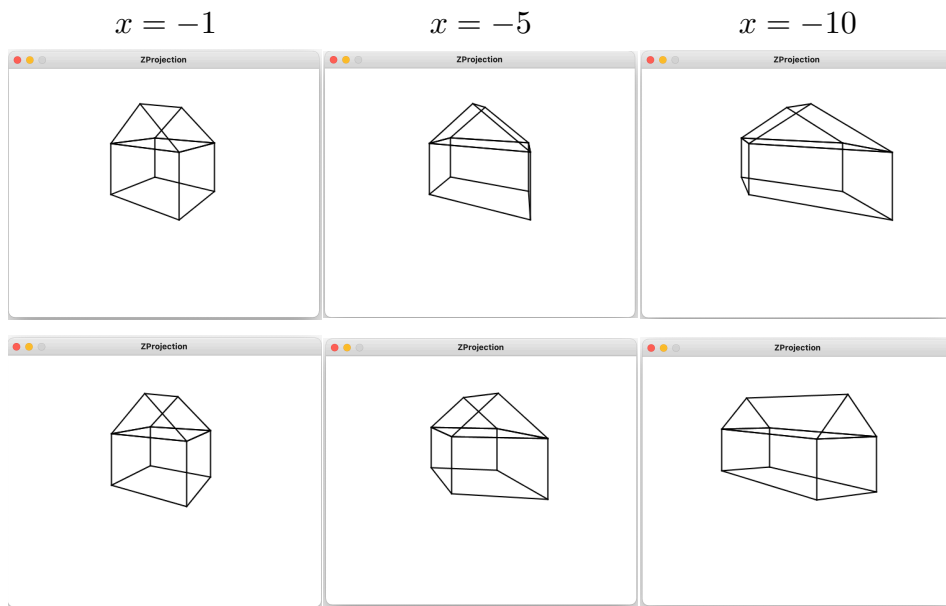 x = −1
x = −5
x = −10
ZProjection
ZProjection
ZProjection
ZProjection
ZProjection
ZProjection